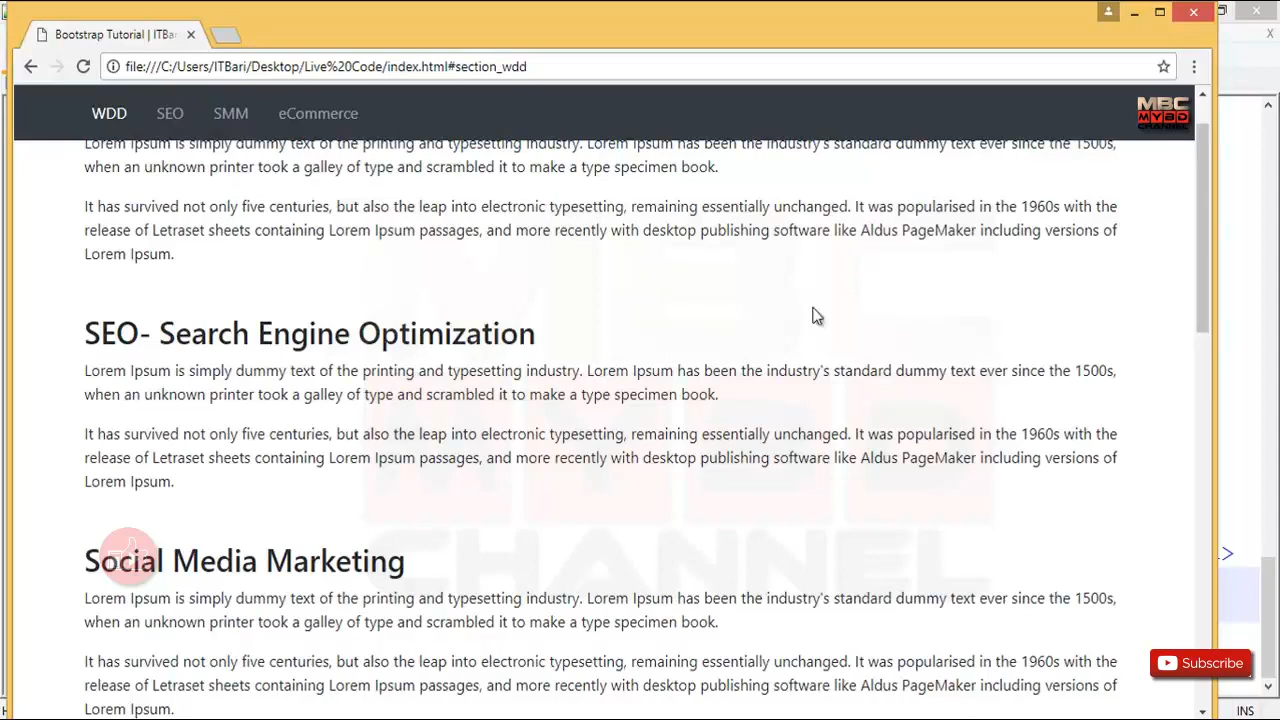 Bootstrap Tutorial | ITBar
file:///C:/Users/ITBari/Desktop/Live%20Code/index.html#section_wdd
WDD SEO SMM eCommerce
MBC
MYBD
CHANNEL
Lorem Ipsum is simply dummy text of the printing and typesetting industry. Lorem Ipsum has been the industry's standard dummy text ever since the 1500s,
when an unknown printer took a galley of type and scrambled it to make a type specimen book.
It has survived not only five centuries, but also the leap into electronic typesetting, remaining essentially unchanged. It was popularised in the 1960s with the
release of Letraset sheets containing Lorem Ipsum passages, and more recently with desktop publishing software like Aldus PageMaker including versions of
Lorem Ipsum.
SEO- Search Engine Optimization
Lorem Ipsum is simply dummy text of the printing and typesetting industry. Lorem Ipsum has been the industry's standard dummy text ever since the 1500s,
when an unknown printer took a galley of type and scrambled it to make a type specimen book.
It has survived not only five centuries, but also the leap into electronic typesetting, remaining essentially unchanged. It was popularised in the 1960s with the
release of Letraset sheets containing Lorem Ipsum passages, and more recently with desktop publishing software like Aldus PageMaker including versions of
Lorem Ipsum.
MBC
MYBD
CHANNEL
Social Media Marketing
Lorem Ipsum is simply dummy text of the printing and typesetting industry. Lorem Ipsum has been the industry's standard dummy text ever since the 1500s,
when an unknown printer took a galley of type and scrambled it to make a type specimen book.
It has survived not only five centuries, but also the leap into electronic typesetting, remaining essentially unchanged. It was popularised in the 1960s with the
release of Letraset sheets containing Lorem Ipsum passages, and more recently with desktop publishing software like Aldus PageMaker including versions of
Lorem Ipsum.
Subscribe
INS